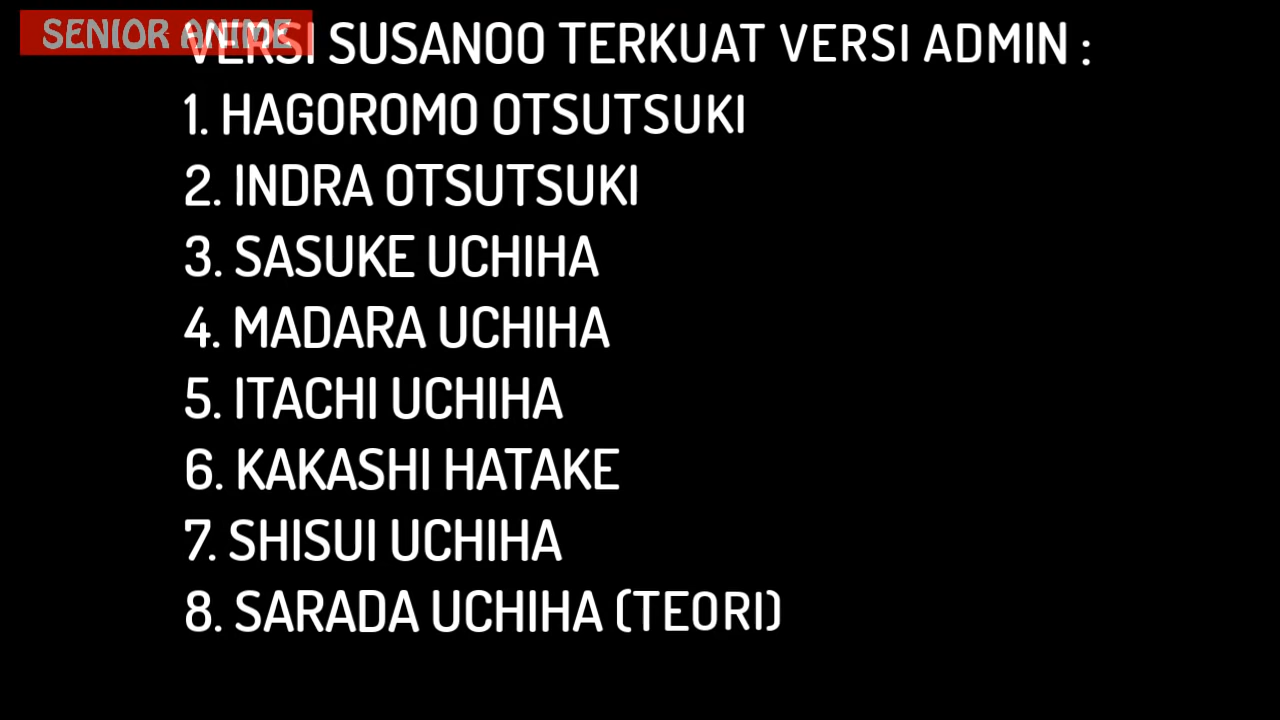 SENIOR ANIME
VERSI SUSANOO TERKUAT VERSI ADMIN :
1. HAGOROMO OTSUTSUKI
2. INDRA OTSUTSUKI
3. SASUKE UCHIHA
4. MADARA UCHIHA
5. ITACHI UCHIHA
6. KAKASHI HATAKE
7. SHISUI UCHIHA
8. SARADA UCHIHA (TEORI)